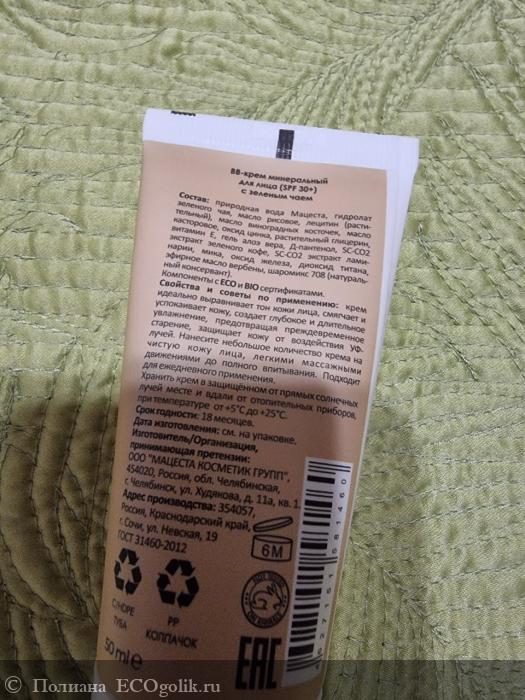 ВВ-крем минеральный
для лица (SPF 30+)
с зеленым чаем
Состав: природная вода Мацеста, гидролат
зеленого чая, масло рисовое, лецитин (расти-
тельный), масло виноградных косточек, масло
касторовое, оксид цинка, растительный глицерин,
витамин Е, гель алоэ вера, Д-пантенол, SC-CO2
экстракт зеленого кофе, SC-CO2 экстракт лами-
нарии, мика, оксид железа, диоксид титана,
эфирное масло вербены, шаромикс 708 (натураль-
ный консервант).
Компоненты с ECO и BIO сертификатами.
Свойства и советы по применению: крем
идеально выравнивает тон кожи лица, смягчает и
успокаивает кожу, создает глубокое и длительное
увлажнение, предотвращая преждевременное
старение, защищает кожу от воздействия УФ-
лучей. Нанесите небольшое количество крема на
чистую кожу лица, легкими массажными
движениями до полного впитывания. Подходит
для ежедневного применения.
Хранить крем в защищённом от прямых солнечных
лучей месте и вдали от отопительных приборов,
при температуре от +5°С до +25°С.
Срок годности: 18 месяцев.
Дата изготовления: см. на упаковке.
Изготовитель/Организация,
принимающая претензии:
ООО "МАЦЕСТА КОСМЕТИК ГРУПП",
454020, Россия, обл. Челябинская,
г. Челябинск, ул. Худякова, д. 11а, кв. 1.
Адрес производства: 354057,
Россия, Краснодарский край,
г. Сочи, ул. Невская, 19
ГОСТ 31460-2012
6M
C/HDPE
ТУБА
PP
КОЛПАЧОК
50 ml e
EAC
4627151581460
© Полиана ECOgolik.ru